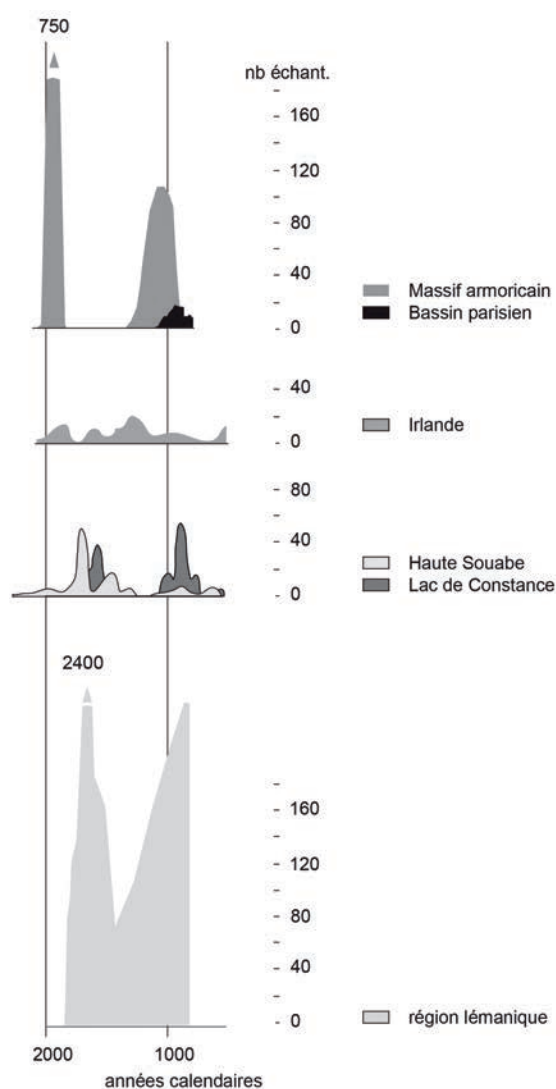 750
nb échant.
- 160
- 120
- 80
- 40
- 0
Massif armoricain
Bassin parisien
- 40
- 0
Irlande
- 80
- 40
- 0
Haute Souabe
Lac de Constance
2400
- 160
- 120
- 80
- 40
- 0
région lémanique
2000 1000
années calendaires